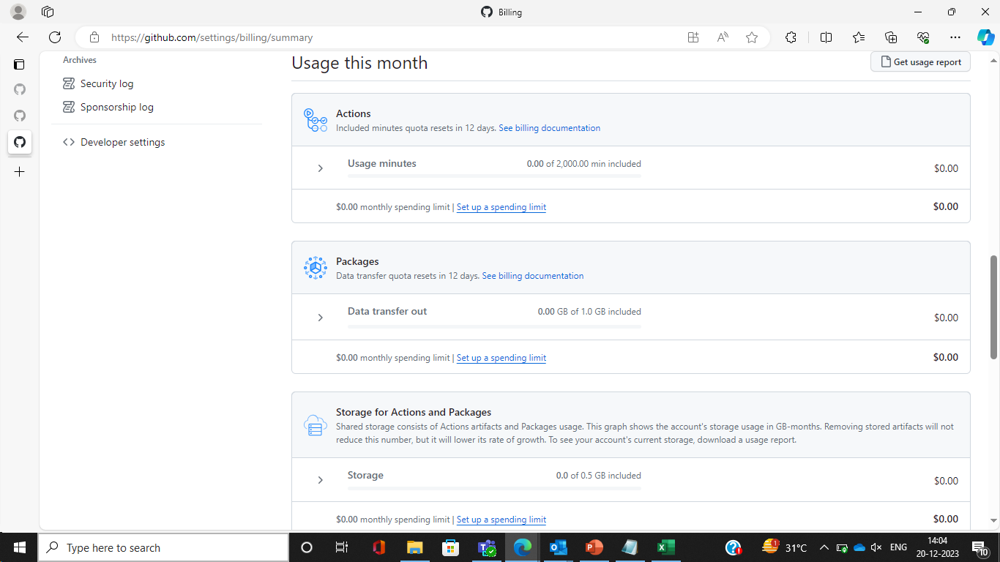 Billing
https://github.com/settings/billing/summary
Archives
Security log
Sponsorship log
Developer settings
Usage this month
Get usage report
Actions
Included minutes quota resets in 12 days. See billing documentation
Usage minutes
0.00 of 2,000.00 min included
$0.00
$0.00 monthly spending limit | Set up a spending limit
$0.00
Packages
Data transfer quota resets in 12 days. See billing documentation
Data transfer out
0.00 GB of 1.0 GB included
$0.00
$0.00 monthly spending limit | Set up a spending limit
$0.00
Storage for Actions and Packages
Shared storage consists of Actions artifacts and Packages usage. This graph shows the account's storage usage in GB-months. Removing stored artifacts will not
reduce this number, but it will lower its rate of growth. To see your account's current storage, download a usage report.
Storage
0.0 of 0.5 GB included
$0.00
$0.00 monthly spending limit | Set up a spending limit
$0.00
Type here to search
31°C
ENG
14:04
20-12-2023
10